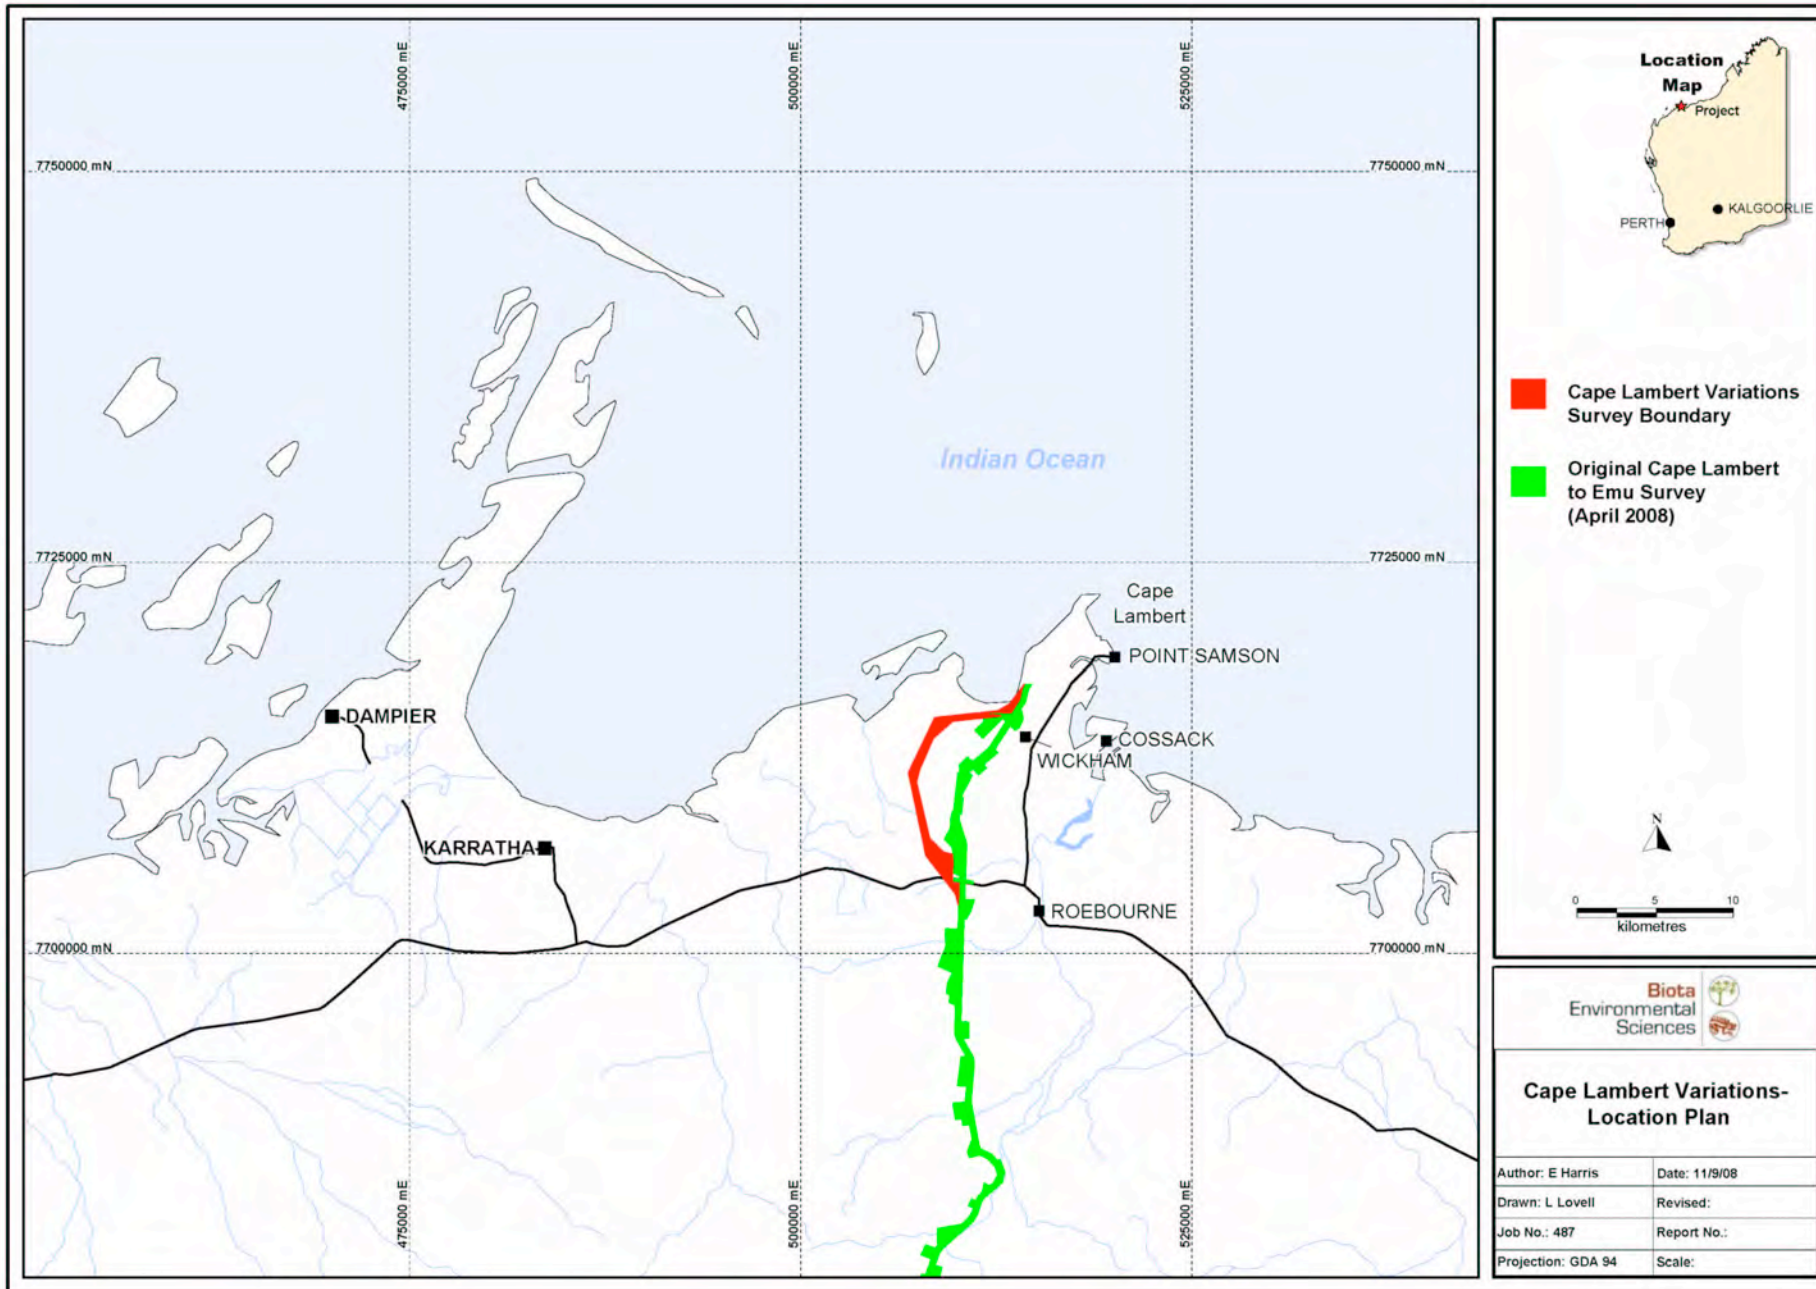 475000 mE
500000 mE
525000 mE
7750000 mN
7750000 mN
Indian Ocean
7725000 mN
7725000 mN
Cape
Lambert
POINT SAMSON
DAMPIER
COSSACK
WICKHAM
KARRATHA
ROEBOURNE
7700000 mN
7700000 mN
475000 mE
500000 mE
525000 mE
Location
Map
Project
KALGOORLIE
PERTH
Cape Lambert Variations
Survey Boundary
Original Cape Lambert
to Emu Survey
(April 2008)
N
0 5 10
kilometres
Biota
Environmental
Sciences
Cape Lambert Variations-
Location Plan
Author: E Harris
Date: 11/9/08
Drawn: L Lovell
Revised:
Job No.: 487
Report No.:
Projection: GDA 94
Scale: